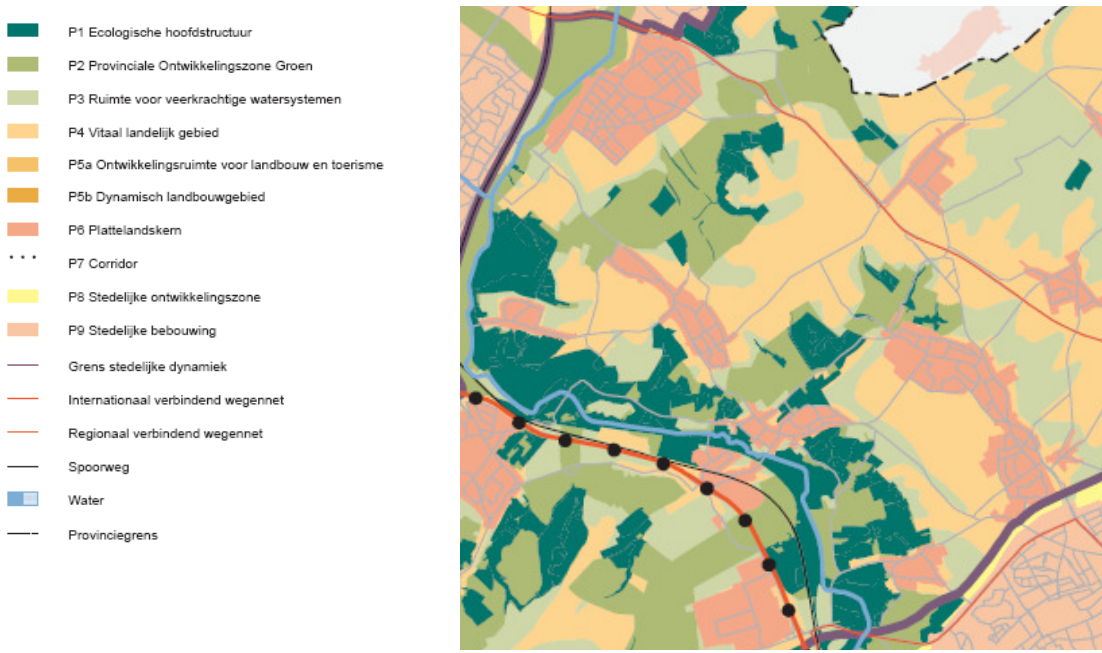 P1 Ecologische hoofdstructuur
P2 Provinciale Ontwikkelingszone Groen
P3 Ruimte voor veerkrachtige watersystemen
P4 Vitaal landelijk gebied
P5a Ontwikkelingsruimte voor landbouw en toerisme
P5b Dynamisch landbouwgebied
P6 Plattelandskern
P7 Corridor
P8 Stedelijke ontwikkelingszone
P9 Stedelijke bebouwing
Grens stedelijke dynamiek
Internationaal verbindend wegennet
Regionaal verbindend wegennet
Spoorweg
Water
Provinciegrens